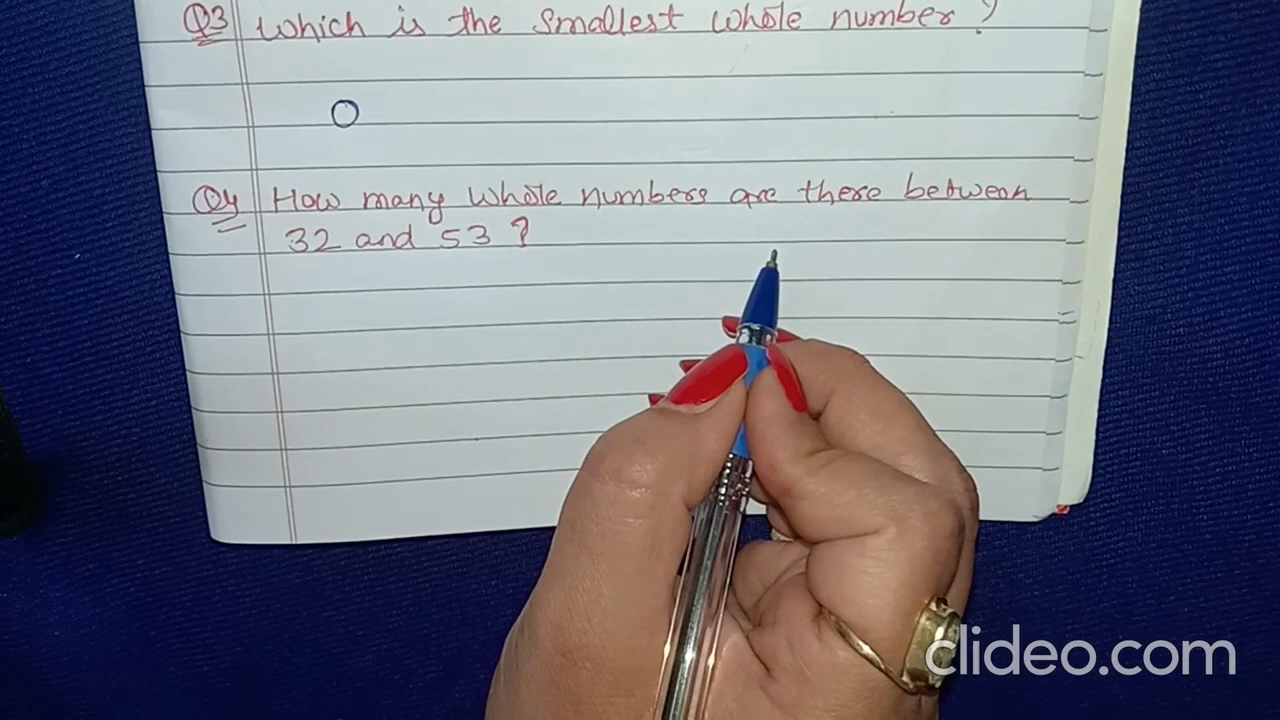 Q3 Which is the smallest whole number ?
0
Q4 How many whole numbers are there between
32 and 53 ?
clideo.com